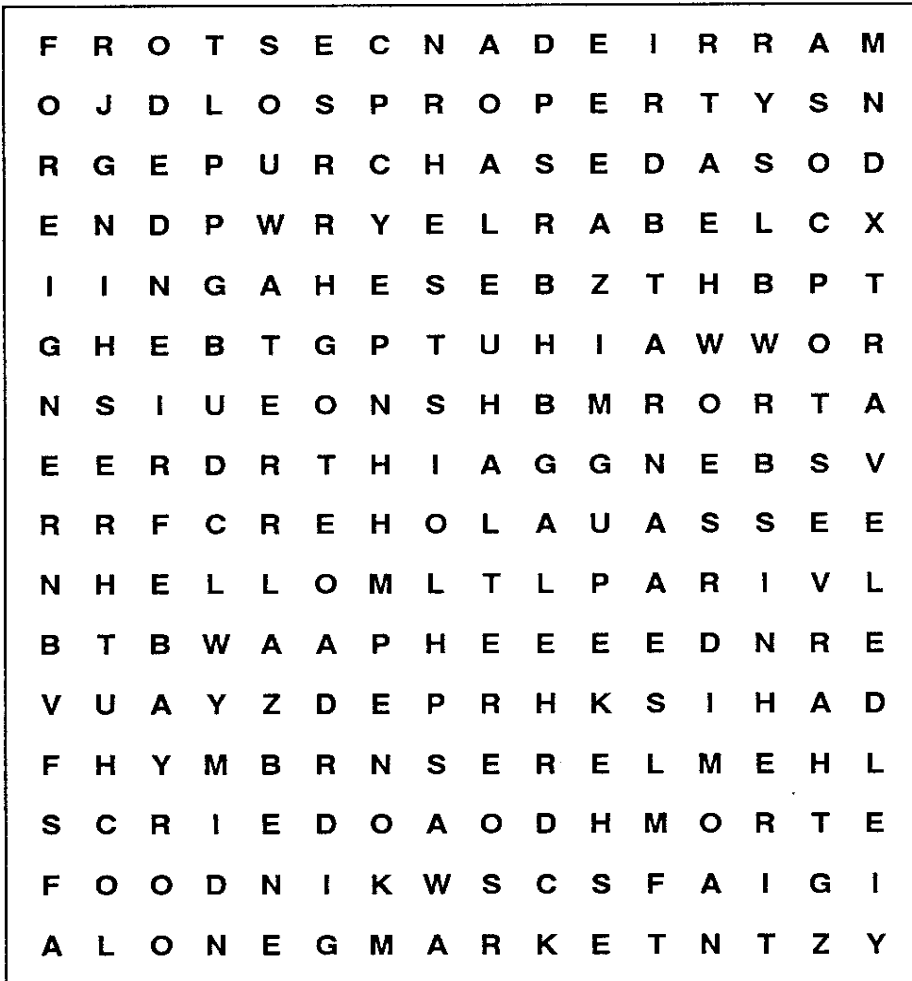 F R O T S E C N A D E I R R A M
O J D L O S P R O P E R T Y S N
R G E P U R C H A S E D A S O D
E N D P W R Y E L R A B E L C X
I I N G A H E S E B Z T H B P T
G H E B T G P T U H I A W W O R
N S I U E O N S H B M R O R T A
E E R D R T H I A G G N E B S V
R R F C R E H O L A U A S S E E
N H E L L O M L T L P A R I V L
B T B W A A P H E E E E D N R E
V U A Y Z D E P R H K S I H A D
F H Y M B R N S E R E L M E H L
S C R I E D O A O D H M O R T E
F O O D N I K W S C S F A I G I
A L O N E G M A R K E T N T Z Y